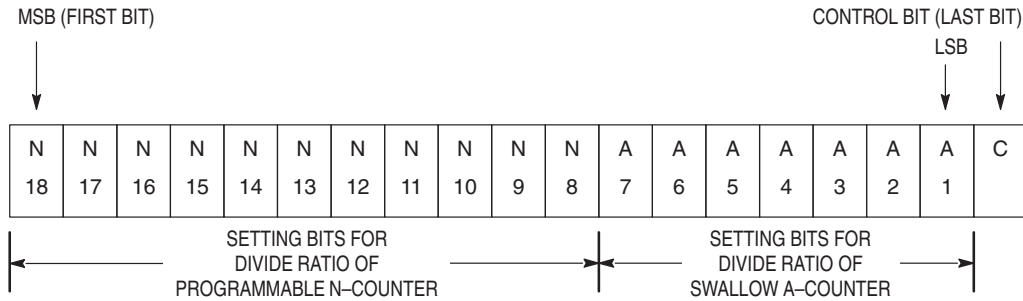 MSB (FIRST BIT)
CONTROL BIT (LAST BIT)
LSB
N N N N N N N N N N N A A A A A A A C
18 17 16 15 14 13 12 11 10 9 8 7 6 5 4 3 2 1
SETTING BITS FOR
DIVIDE RATIO OF
PROGRAMMABLE N–COUNTER
SETTING BITS FOR
DIVIDE RATIO OF
SWALLOW A–COUNTER